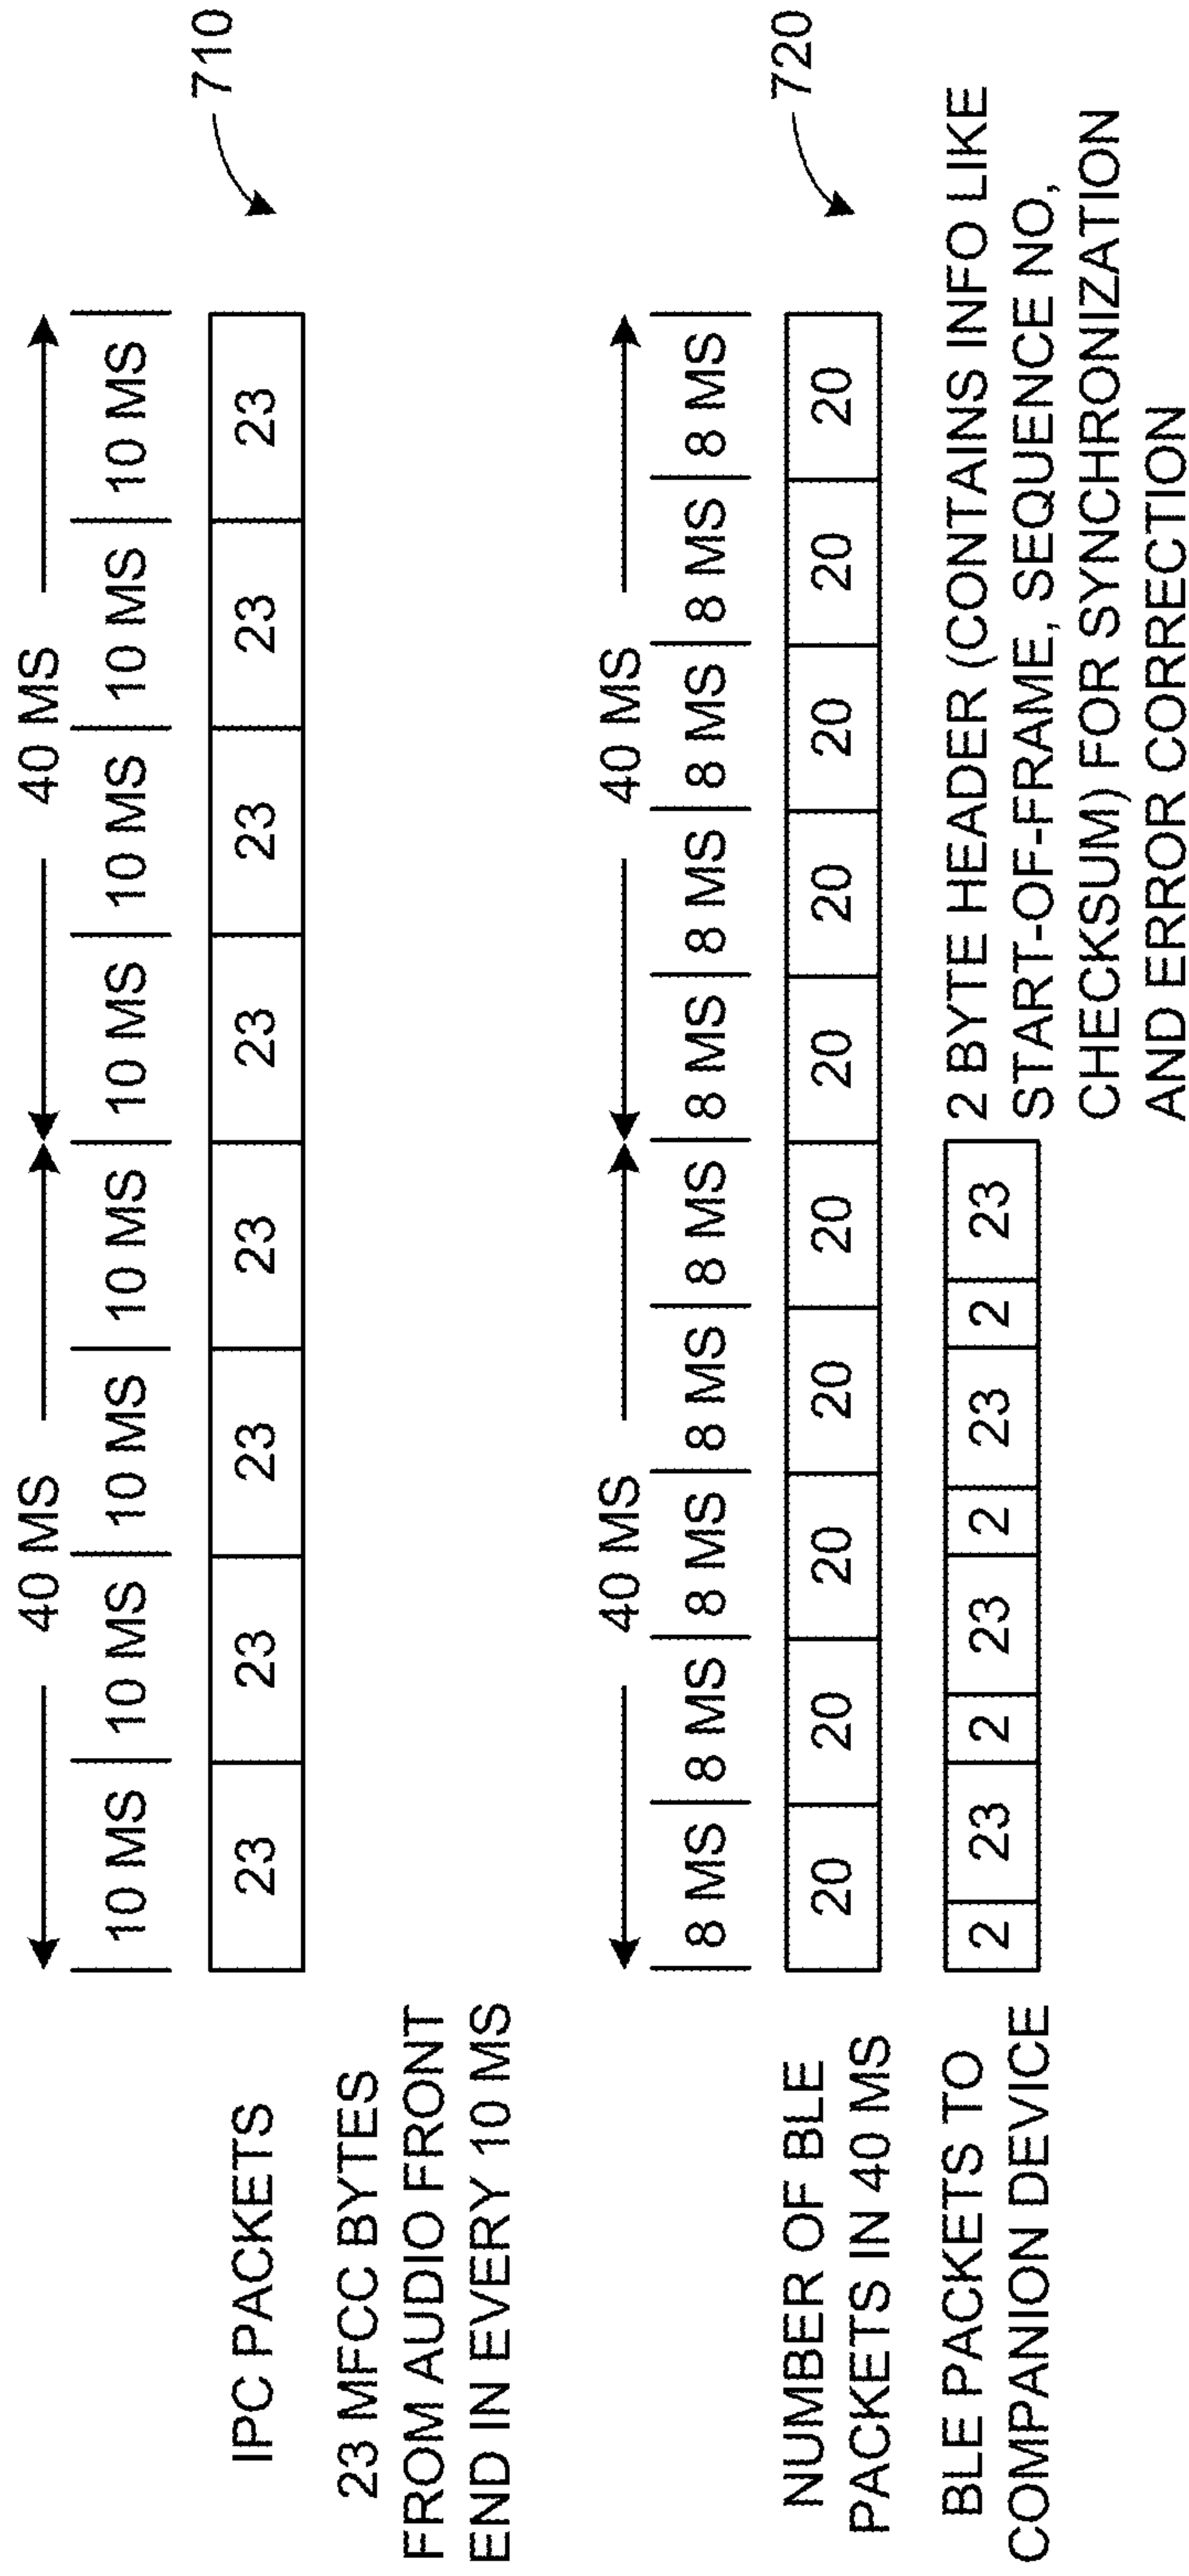 40 MS 40 MS
10 MS 10 MS 10 MS 10 MS 10 MS 10 MS 10 MS 10 MS
710
IPC PACKETS
23 23 23 23 23 23 23 23
23 MFCC BYTES
FROM AUDIO FRONT
END IN EVERY 10 MS
40 MS 40 MS
8 MS 8 MS 8 MS 8 MS 8 MS 8 MS 8 MS 8 MS 8 MS 8 MS
720
NUMBER OF BLE
PACKETS IN 40 MS
20 20 20 20 20 20 20 20 20 20
BLE PACKETS TO
COMPANION DEVICE
2 23 2 23 2 23 2 23
2 BYTE HEADER (CONTAINS INFO LIKE
START-OF-FRAME, SEQUENCE NO,
CHECKSUM) FOR SYNCHRONIZATION
AND ERROR CORRECTION